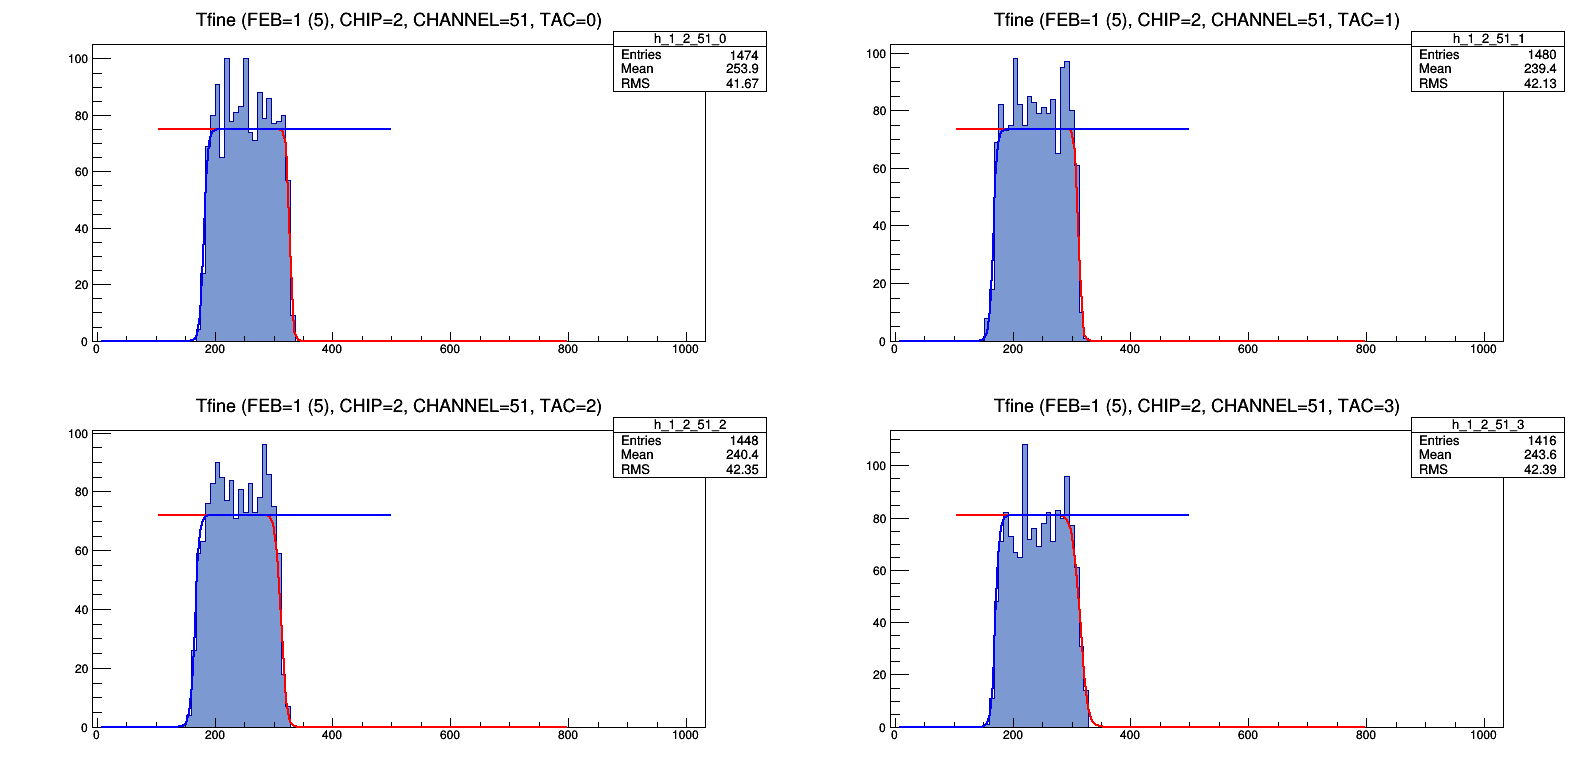 Tfine (FEB=1 (5), CHIP=2, CHANNEL=51, TAC=0)
h_1_2_51_0
Entries 1474
Mean 253.9
RMS 41.67
100
80
60
40
20
0
0 200 400 600 800 1000
Tfine (FEB=1 (5), CHIP=2, CHANNEL=51, TAC=1)
h_1_2_51_1
Entries 1480
Mean 239.4
RMS 42.13
100
80
60
40
20
0
0 200 400 600 800 1000
Tfine (FEB=1 (5), CHIP=2, CHANNEL=51, TAC=2)
h_1_2_51_2
Entries 1448
Mean 240.4
RMS 42.35
100
80
60
40
20
0
0 200 400 600 800 1000
Tfine (FEB=1 (5), CHIP=2, CHANNEL=51, TAC=3)
h_1_2_51_3
Entries 1416
Mean 243.6
RMS 42.39
100
80
60
40
20
0
0 200 400 600 800 1000